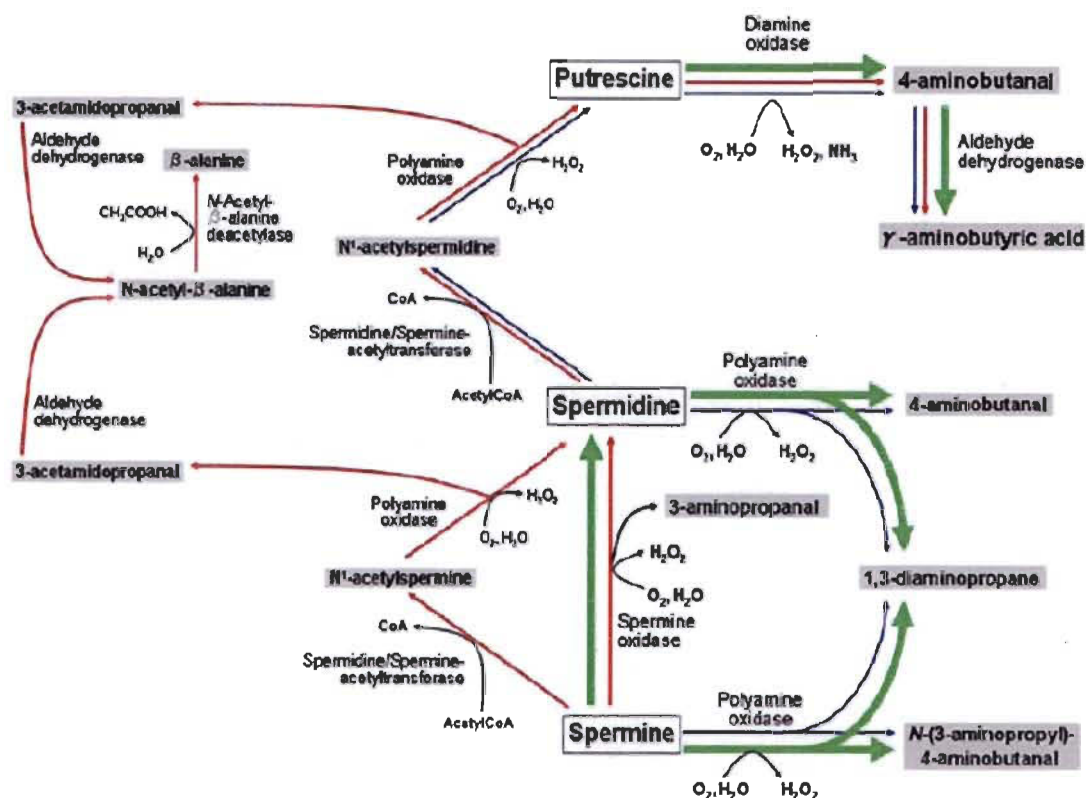 Diamine
oxidase
Putrescine
4-aminobutanal
O₂, H₂O
H₂O₂, NH₃
Aldehyde
dehydrogenase
γ-aminobutyric acid
3-acetamidopropanal
Aldehyde
dehydrogenase
β-alanine
N-Acetyl-
β-alanine
deacetylase
H₂O
N-acetyl-β-alanine
Polyamine
oxidase
H₂O₂
O₂, H₂O
N¹-acetylspermidine
CoA
Spermidine/Spermine-
acetyltransferase
AcetylCoA
Spermidine
Polyamine
oxidase
4-aminobutanal
O₂, H₂O
H₂O₂
Aldehyde
dehydrogenase
3-acetamidopropanal
Polyamine
oxidase
H₂O₂
O₂, H₂O
3-aminopropanal
H₂O₂
O₂, H₂O
Spermine
oxidase
N¹-acetylspermine
1,3-diaminopropane
CoA
Spermidine/Spermine-
acetyltransferase
AcetylCoA
Spermine
Polyamine
oxidase
N-(3-aminopropyl)-
4-aminobutanal
O₂, H₂O
H₂O₂